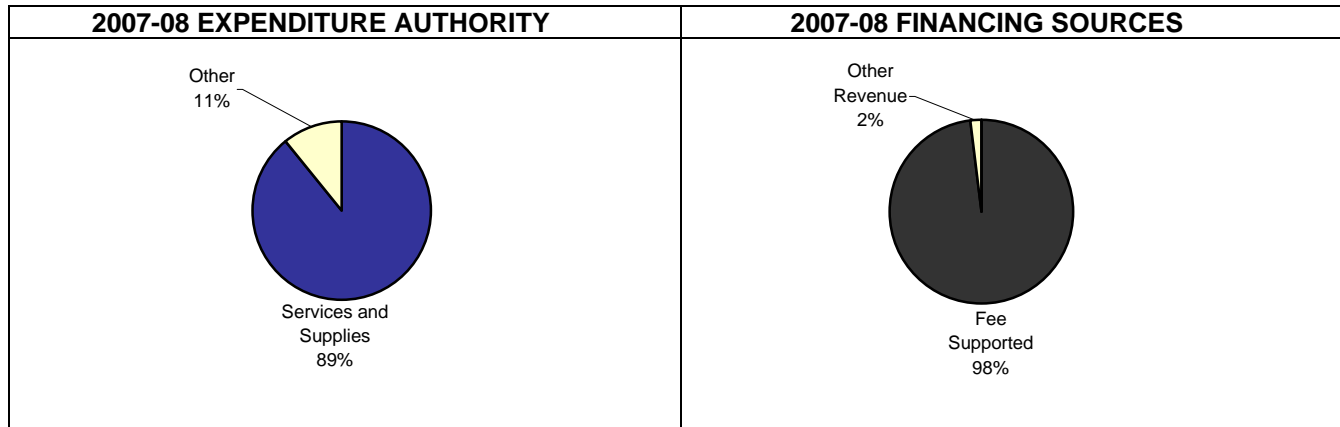 2007-08 EXPENDITURE AUTHORITY
Other
11%
Services and
Supplies
89%
2007-08 FINANCING SOURCES
Other
Revenue
2%
Fee
Supported
98%